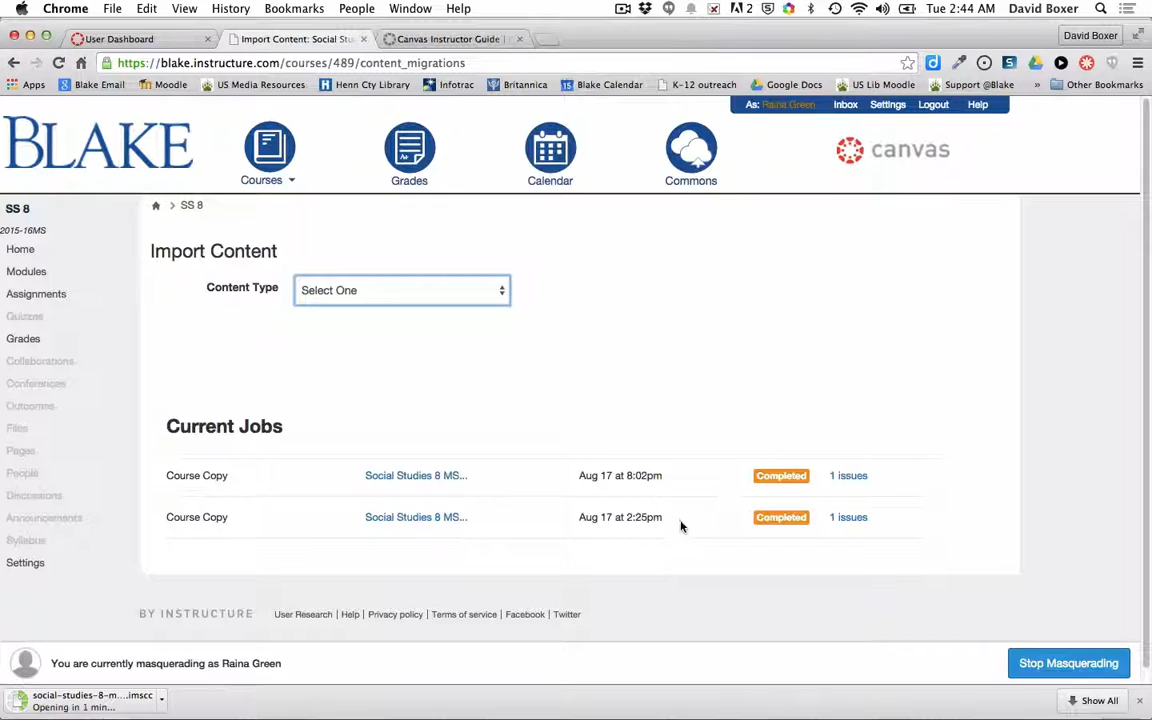 Chrome File Edit View History Bookmarks People Window Help 2 Tue 2:44 AM David Boxer
User Dashboard Import Content: Social Stu Canvas Instructor Guide | David Boxer
https://blake.instructure.com/courses/489/content_migrations
Apps Blake Email Moodle US Media Resources Henn Cty Library Infotrac Britannica 15 Blake Calendar K-12 outreach Google Docs US Lib Moodle Support @Blake » Other Bookmarks
As: Raina Green Inbox Settings Logout Help
BLAKE
Courses Grades Calendar Commons
canvas
SS 8
2015-16MS
Home
Modules
Assignments
Quizzes
Grades
Collaborations
Conferences
Outcomes
Files
Pages
People
Discussions
Announcements
Syllabus
Settings
> SS 8
Import Content
Content Type Select One
Current Jobs
Course Copy Social Studies 8 MS... Aug 17 at 8:02pm Completed 1 issues
Course Copy Social Studies 8 MS... Aug 17 at 2:25pm Completed 1 issues
BY INSTRUCTURE User Research | Help | Privacy policy | Terms of service | Facebook | Twitter
You are currently masquerading as Raina Green Stop Masquerading
social-studies-8-m....imscc
Opening in 1 min...
Show All